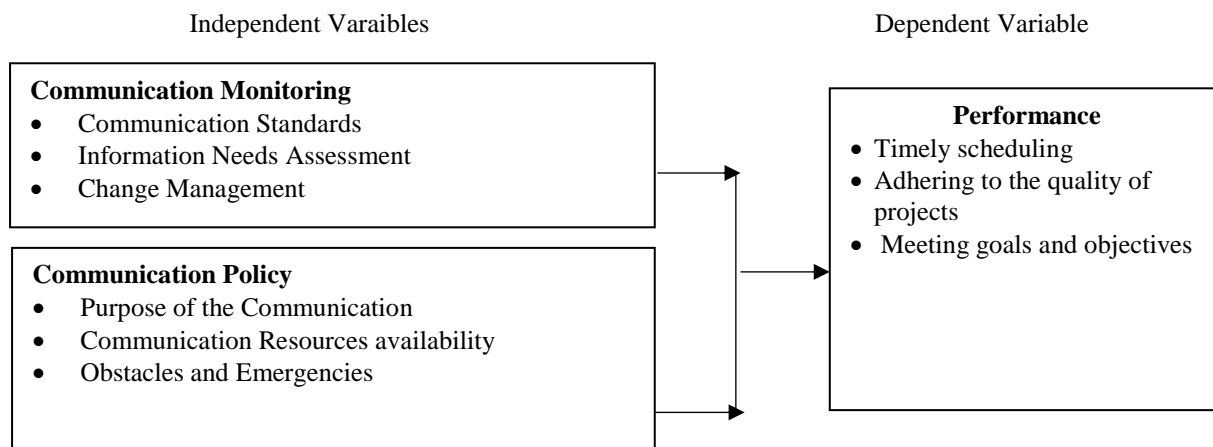 Independent Varaibles
Dependent Variable
Communication Monitoring
• Communication Standards
• Information Needs Assessment
• Change Management
Communication Policy
• Purpose of the Communication
• Communication Resources availability
• Obstacles and Emergencies
Performance
• Timely scheduling
• Adhering to the quality of
projects
• Meeting goals and objectives